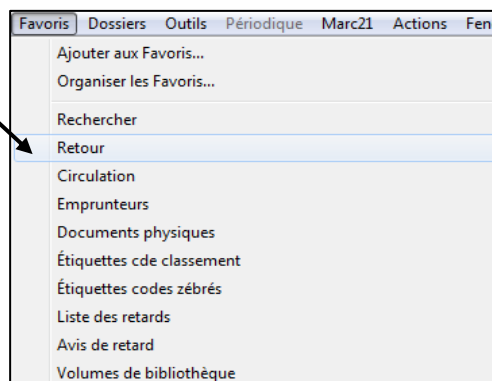 Favoris Dossiers Outils Périodique Marc21 Actions
Ajouter aux Favoris...
Organiser les Favoris...
Rechercher
Retour
Circulation
Emprunteurs
Documents physiques
Étiquettes cde classement
Étiquettes codes zébrés
Liste des retards
Avis de retard
Volumes de bibliothèque